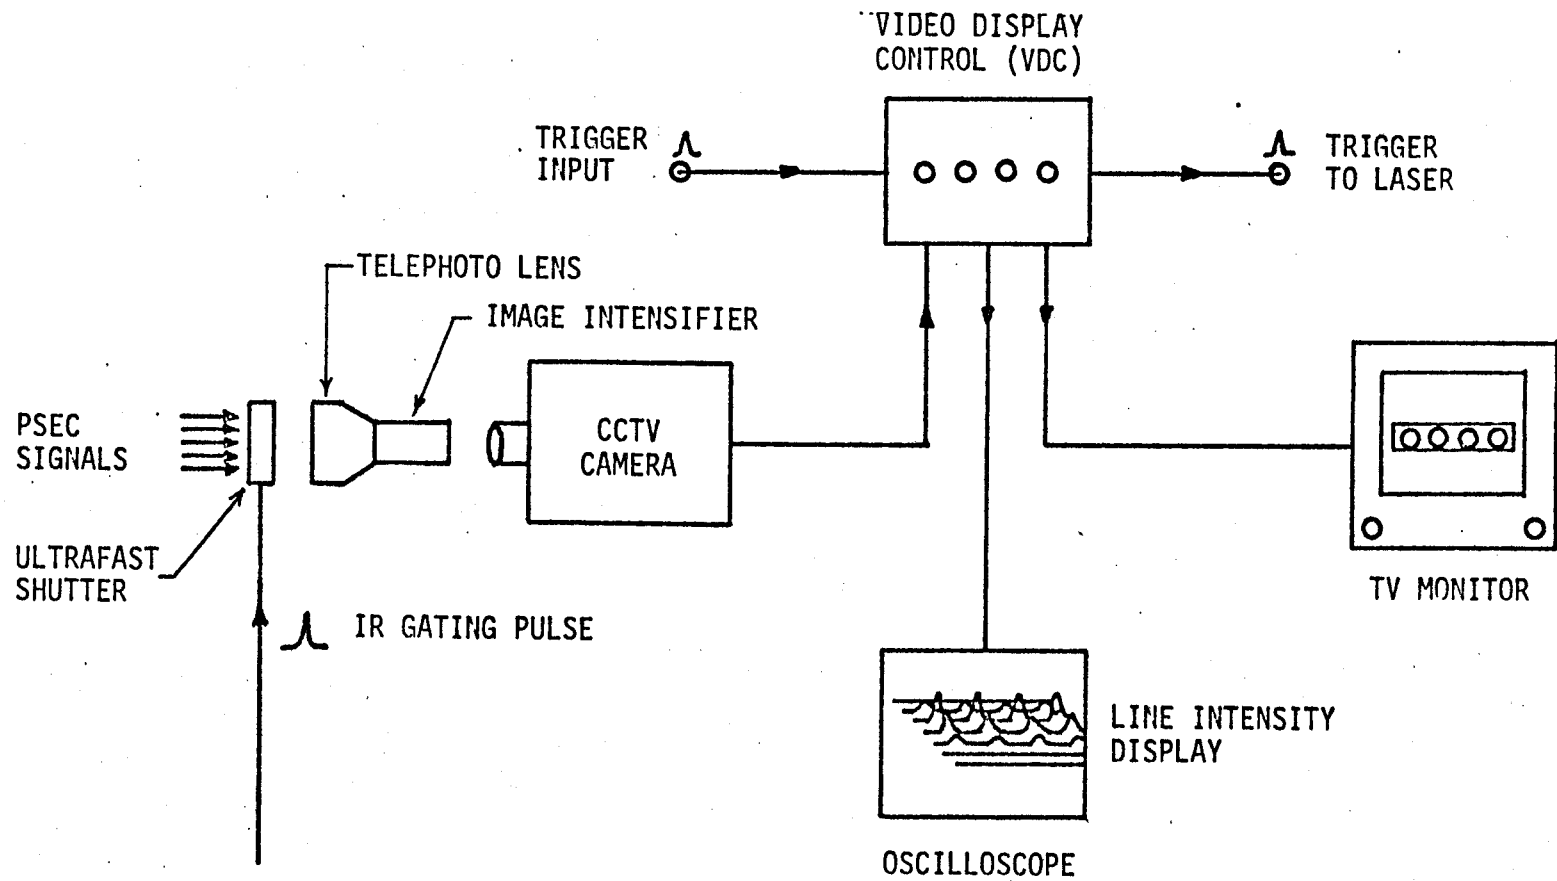 VIDEO DISPLAY
CONTROL (VDC)
TRIGGER
INPUT
TRIGGER
TO LASER
TELEPHOTO LENS
IMAGE INTENSIFIER
PSEC
SIGNALS
CCTV
CAMERA
ULTRAFAST
SHUTTER
IR GATING PULSE
TV MONITOR
LINE INTENSITY
DISPLAY
OSCILLOSCOPE